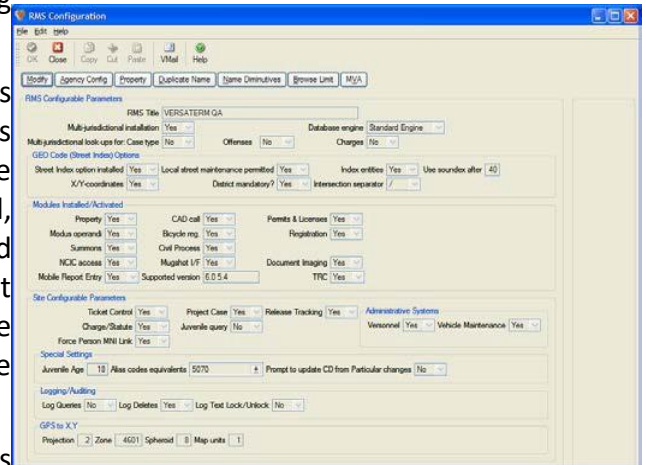 g
s
s
e
d,
d
t
e
e
s
RMS Configuration
File Edit Help
OK Close Copy Cut Paste VMail Help
Modify Agency Config Property Duplicate Name Name Diminutives Browse Limit MVA
RMS Configurable Parameters
RMS Title VERSATERM QA
Multi-jurisdictional installation Yes Database engine Standard Engine
Multi-jurisdictional look-ups for: Case type No Offenses No Charges No
GEO Code (Street Index) Options
Street Index option installed Yes Local street maintenance permitted Yes Index entities Yes Use soundex after 40
X/Y-coordinates Yes District mandatory? Yes Intersection separator /
Modules Installed/Activated
Property Yes CAD call Yes Permits & Licenses Yes
Modus operandi Yes Bicycle reg. Yes Registration Yes
Summons Yes Civil Process Yes
NCIC access Yes Mugshot I/F Yes Document Imaging Yes
Mobile Report Entry Yes Supported version 6.0 5.4 TRC Yes
Site Configurable Parameters
Ticket Control Yes Project Case Yes Release Tracking Yes
Charge/Statute Yes Juvenile query No
Force Person MNI Link Yes
Administrative Systems
Versonnel Yes Vehicle Maintenance Yes
Special Settings
Juvenile Age 18 Alias codes equivalents 5070 Prompt to update CD from Particular changes No
Logging/Auditing
Log Queries No Log Deletes Yes Log Text Lock/Unlock No
GPS to X,Y
Projection 2 Zone 4601 Spheroid 8 Map units 1